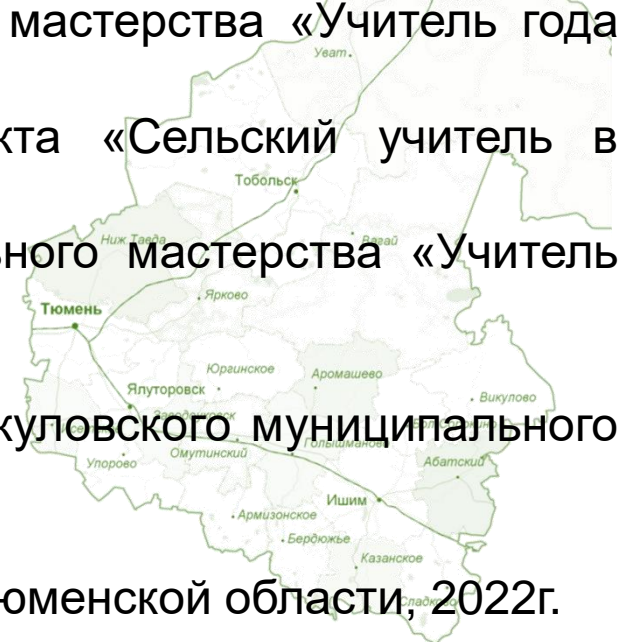 мастерства «Учитель года
Уват
кта «Сельский учитель в
Тобольск
Ниж Тавда
Вагай
ного мастерства «Учитель
Ярково
Тюмень
Юргинское
Аромашево
Ялуторовск
Викулово
куловского муниципального
Голышманово
Омутинский
Упорово
Абатский
Ишим
Армизонское
Бердюжье
Казанское
юменской области, 2022г.